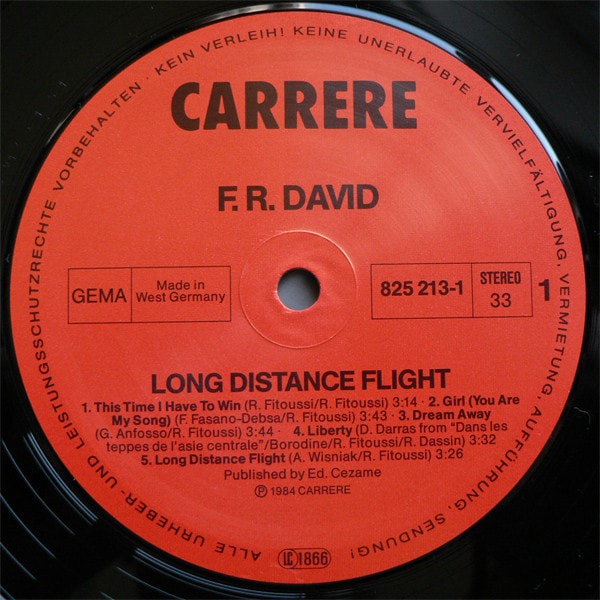 ALLE URHEBER- UND LEISTUNGSSCHUTZRECHTE VORBEHALTEN · KEIN VERLEIH! KEINE UNERLAUBTE VERVIELFÄLTIGUNG, VERMIETUNG, AUFFÜHRUNG, SENDUNG!
CARRERE
F. R. DAVID
GEMA
Made in
West Germany
825 213-1
STEREO
33
1
LONG DISTANCE FLIGHT
1. This Time I Have To Win (R. Fitoussi/R. Fitoussi) 3:14 · 2. Girl (You Are
My Song) (F. Fasano-Debsa/R. Fitoussi) 3:43 · 3. Dream Away
(G. Anfosso/R. Fitoussi) 3:44 · 4. Liberty (D. Darras from "Dans les
teppes de l'asie centrale"/Borodine/R. Fitoussi/R. Dassin) 3:32
5. Long Distance Flight (A. Wisniak/R. Fitoussi) 3:26
Published by Ed. Cezame
Ⓟ 1984 CARRERE
LC 1866